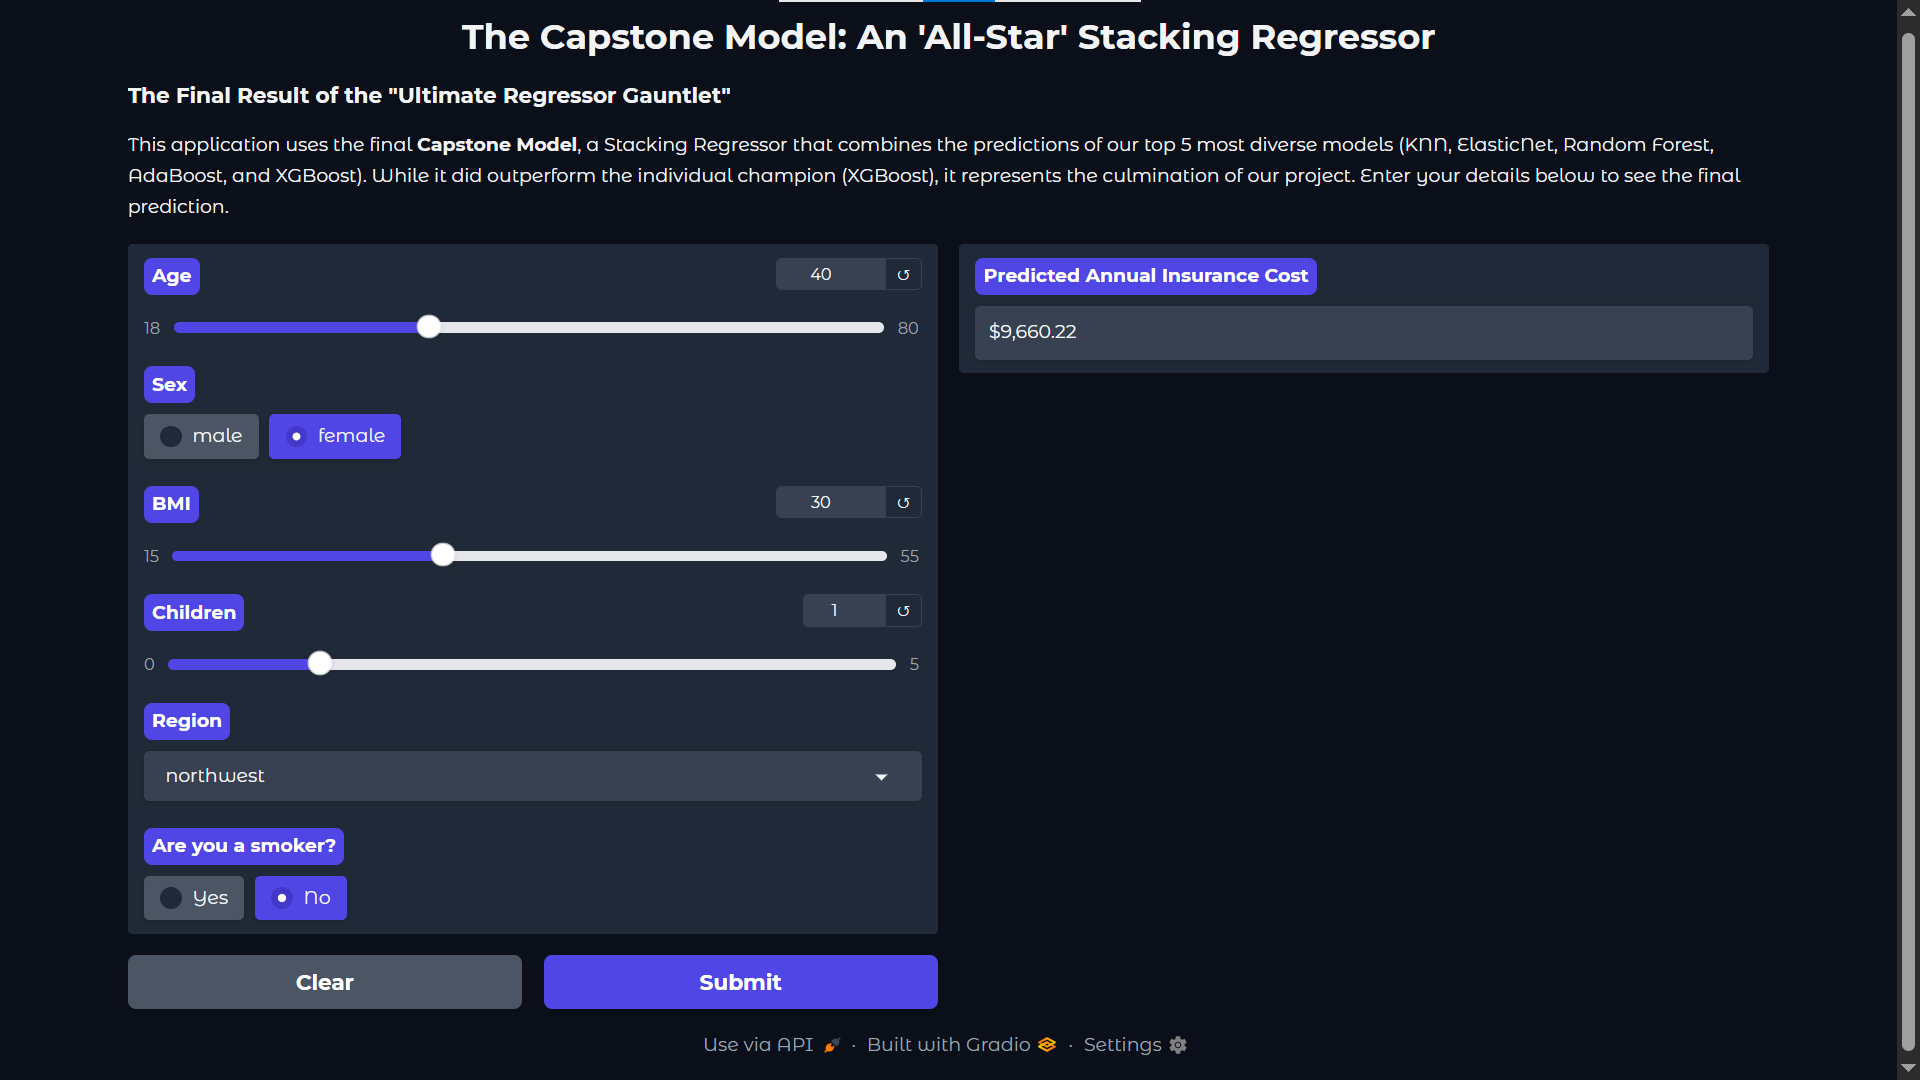 The Capstone Model: An 'All-Star' Stacking Regressor
The Final Result of the "Ultimate Regressor Gauntlet"
This application uses the final Capstone Model, a Stacking Regressor that combines the predictions of our top 5 most diverse models (KNN, ElasticNet, Random Forest,
AdaBoost, and XGBoost). While it did outperform the individual champion (XGBoost), it represents the culmination of our project. Enter your details below to see the final
prediction.
Age
40
18
80
Sex
male
female
BMI
30
15
55
Children
1
0
5
Region
northwest
Are you a smoker?
Yes
No
Clear
Submit
Predicted Annual Insurance Cost
$9,660.22
Use via API · Built with Gradio · Settings